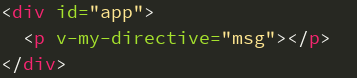 <div id="app">
  <p v-my-directive="msg"></p>
</div>